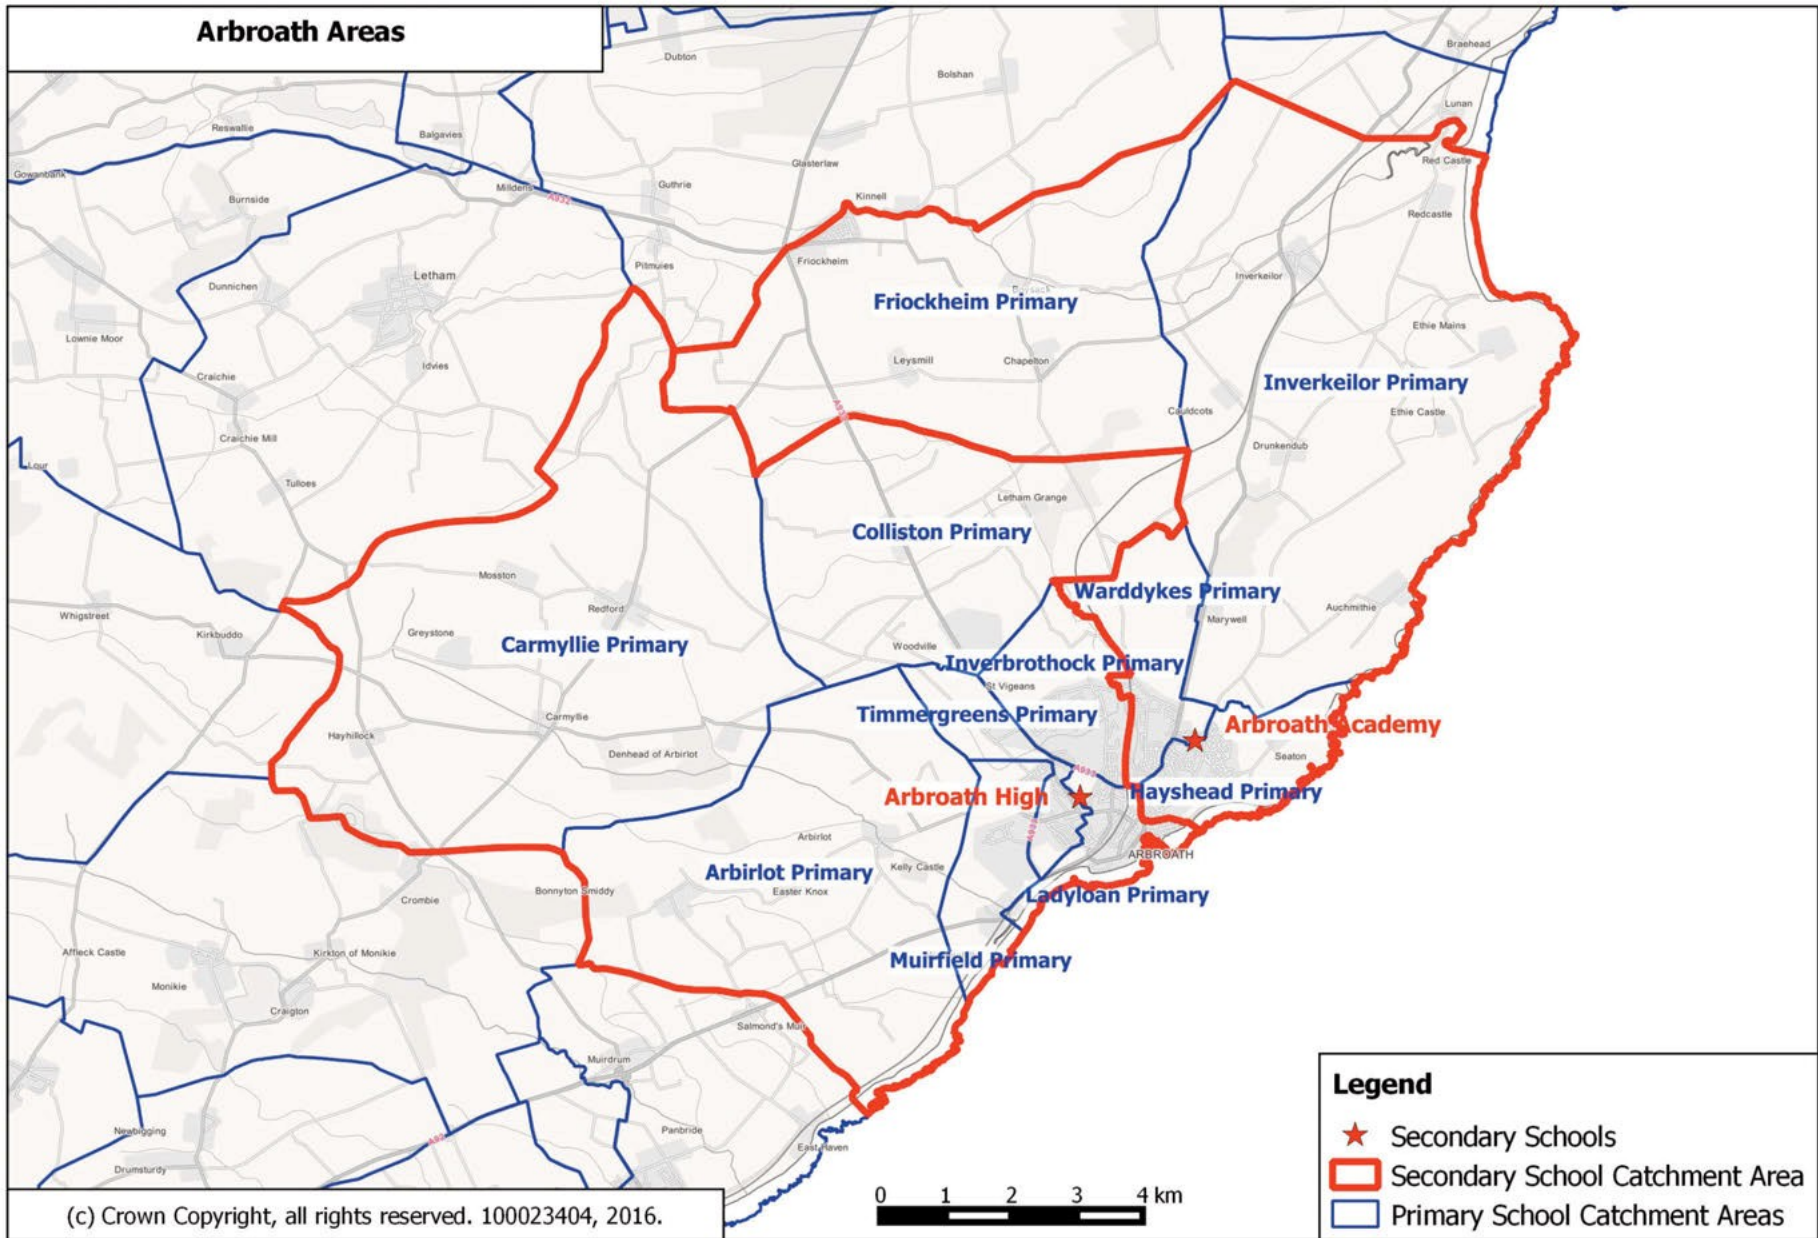 Arbroath Areas
Braehead
Dubton
Bolshan
Lunan
Reswallie
Balgavies
Red Castle
Glasterlaw
Gowanbank
Milldens
Guthrie
A932
Kinnell
Burnside
Redcastle
Friockheim
Pitmuies
Letham
Inverkeilor
Dunnichen
Friockheim Primary
Ethie Mains
Lownie Moor
Idvies
Leysmill
Chapelton
Craichie
Inverkeilor Primary
Cauldcots
Ethie Castle
Craichie Mill
Drunkendub
Lour
Tulloes
Letham Grange
Colliston Primary
Mosston
Warddykes Primary
Whigstreet
Redford
Auchmithie
Kirkbuddo
Greystone
Marywell
Carmyllie Primary
Woodville
Inverbrothock Primary
St Vigeans
Carmyllie
Timmergreens Primary
Arbroath Academy
Hayhillock
Denhead of Arbirlot
Seaton
Arbroath High
Hayshead Primary
Arbirlot
ARBROATH
Kelly Castle
Arbirlot Primary
Easter Knox
Bonnyton Smiddy
Ladyloan Primary
Crombie
Affleck Castle
Kirkton of Monikie
Muirfield Primary
Monikie
Craigton
Salmond's Muir
Muirdrum
Newbigging
Panbride
A92
East Haven
Drumsturdy
Legend
Secondary Schools
Secondary School Catchment Area
Primary School Catchment Areas
0 1 2 3 4 km
(c) Crown Copyright, all rights reserved. 100023404, 2016.